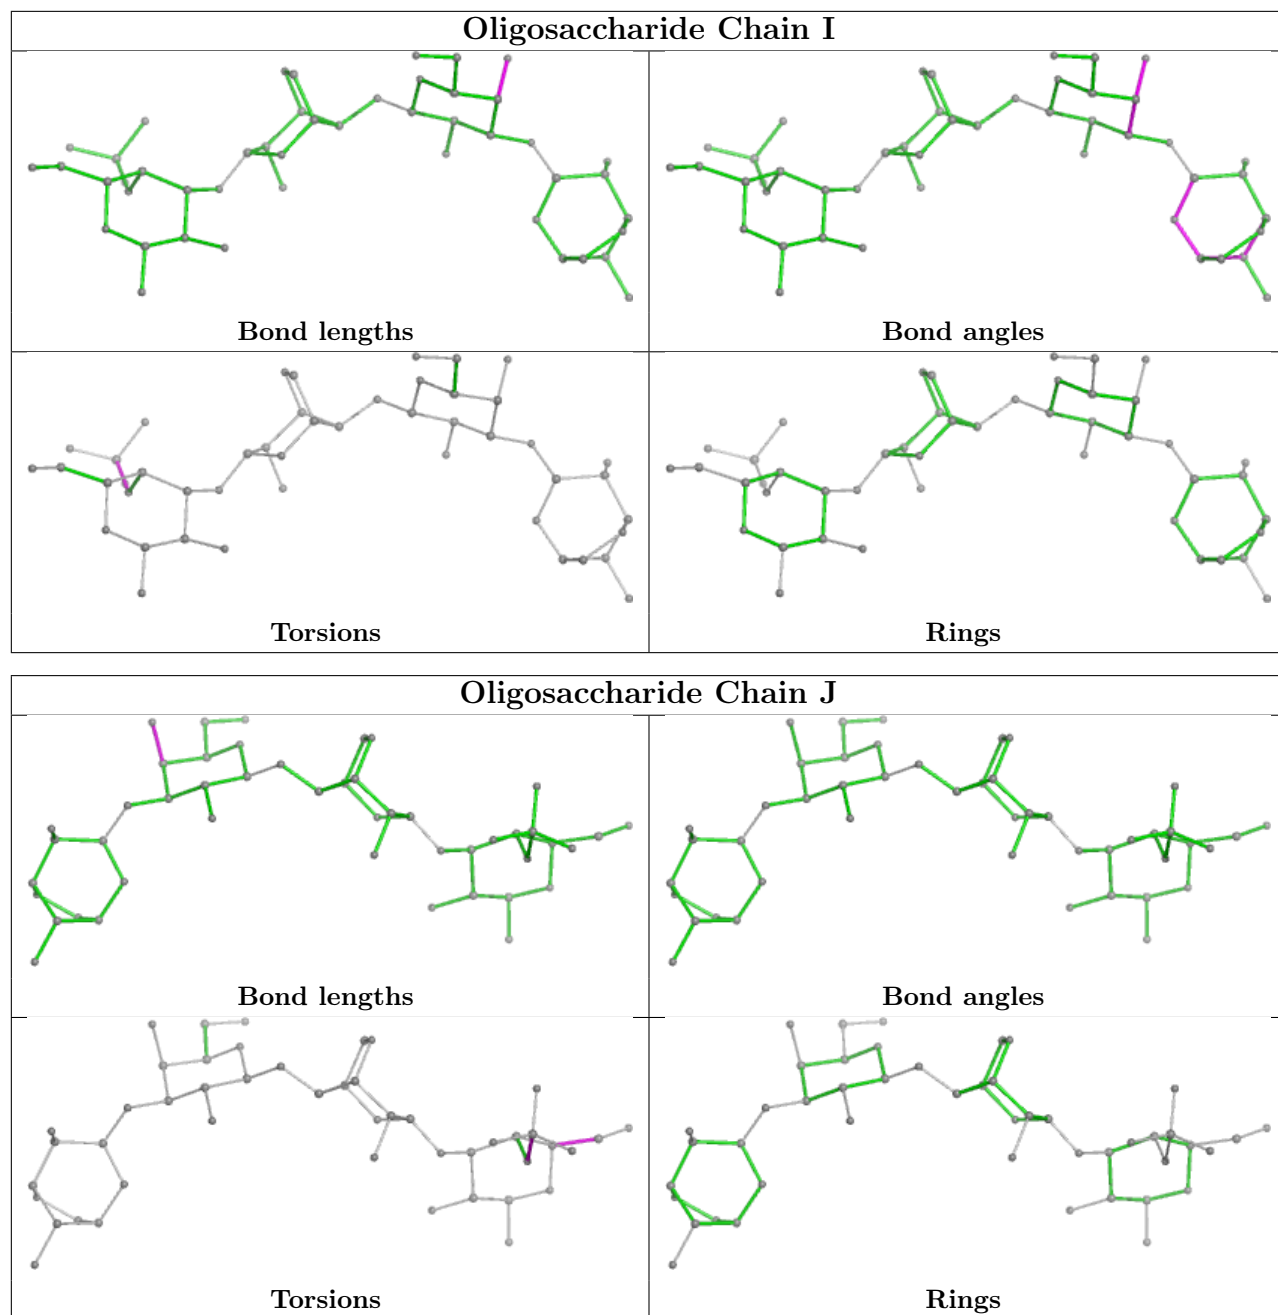 Oligosaccharide Chain I
Bond lengths
Bond angles
Torsions
Rings
Oligosaccharide Chain J
Bond lengths
Bond angles
Torsions
Rings